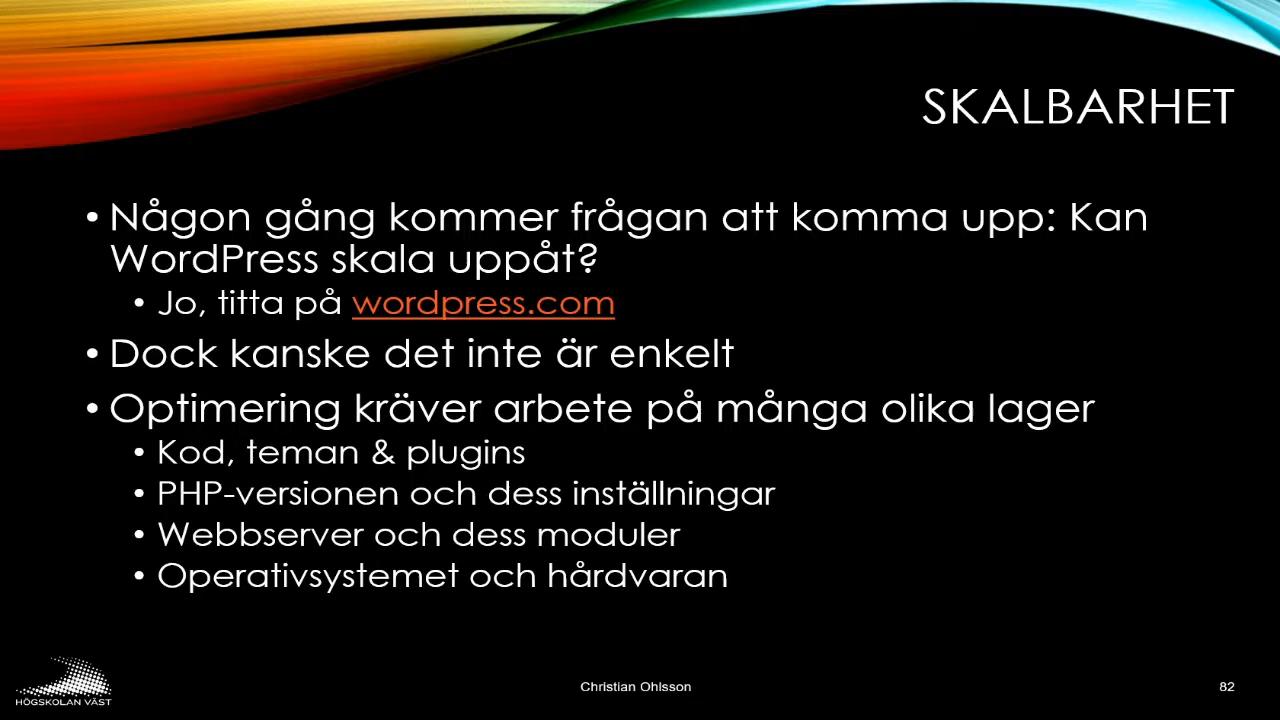 SKALBARHET
• Någon gång kommer frågan att komma upp: Kan
WordPress skala uppåt?
• Jo, titta på wordpress.com
• Dock kanske det inte är enkelt
• Optimering kräver arbete på många olika lager
• Kod, teman & plugins
• PHP-versionen och dess inställningar
• Webbserver och dess moduler
• Operativsystemet och hårdvaran
HÖGSKOLAN VÄST
Christian Ohlsson
82